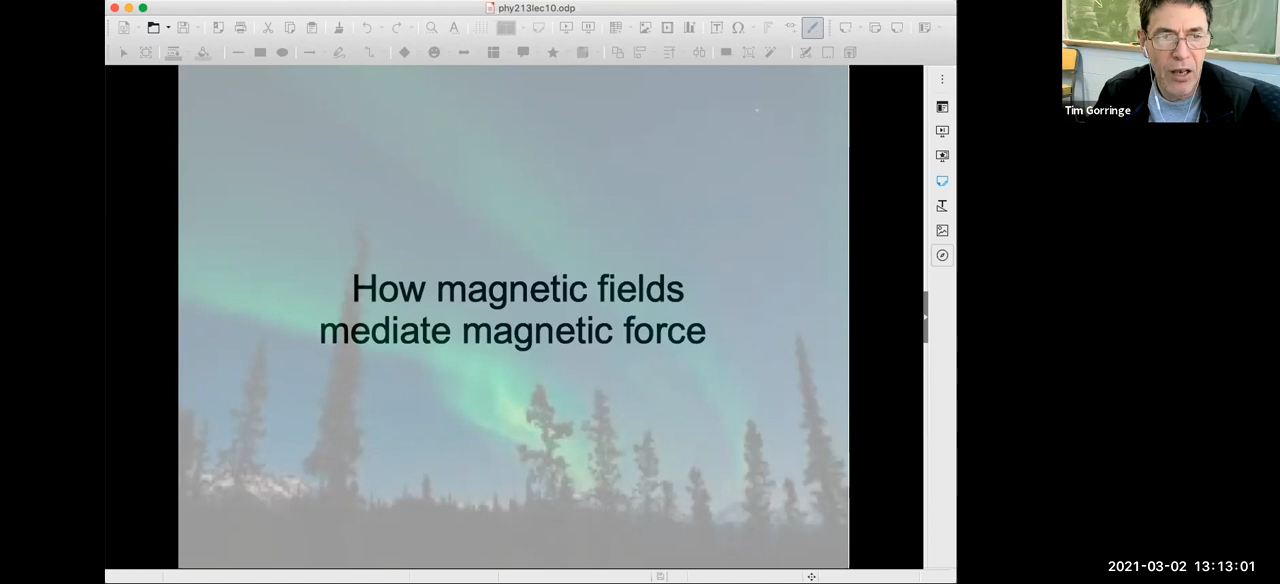 phy213lec10.odp
How magnetic fields
mediate magnetic force
Tim Gorringe
2021-03-02 13:13:01